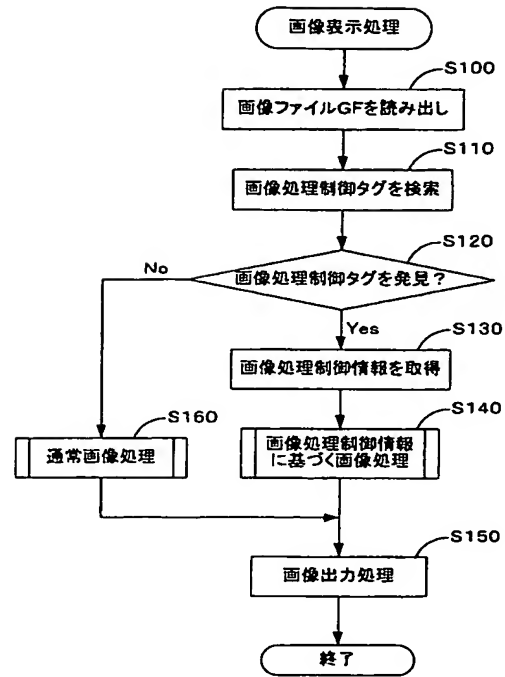 画像表示処理
S100
画像ファイルGFを読み出し
S110
画像処理制御タグを検索
S120
画像処理制御タグを発見?
No
Yes
S130
画像処理制御情報を取得
S160
通常画像処理
S140
画像処理制御情報
に基づく画像処理
S150
画像出力処理
終了